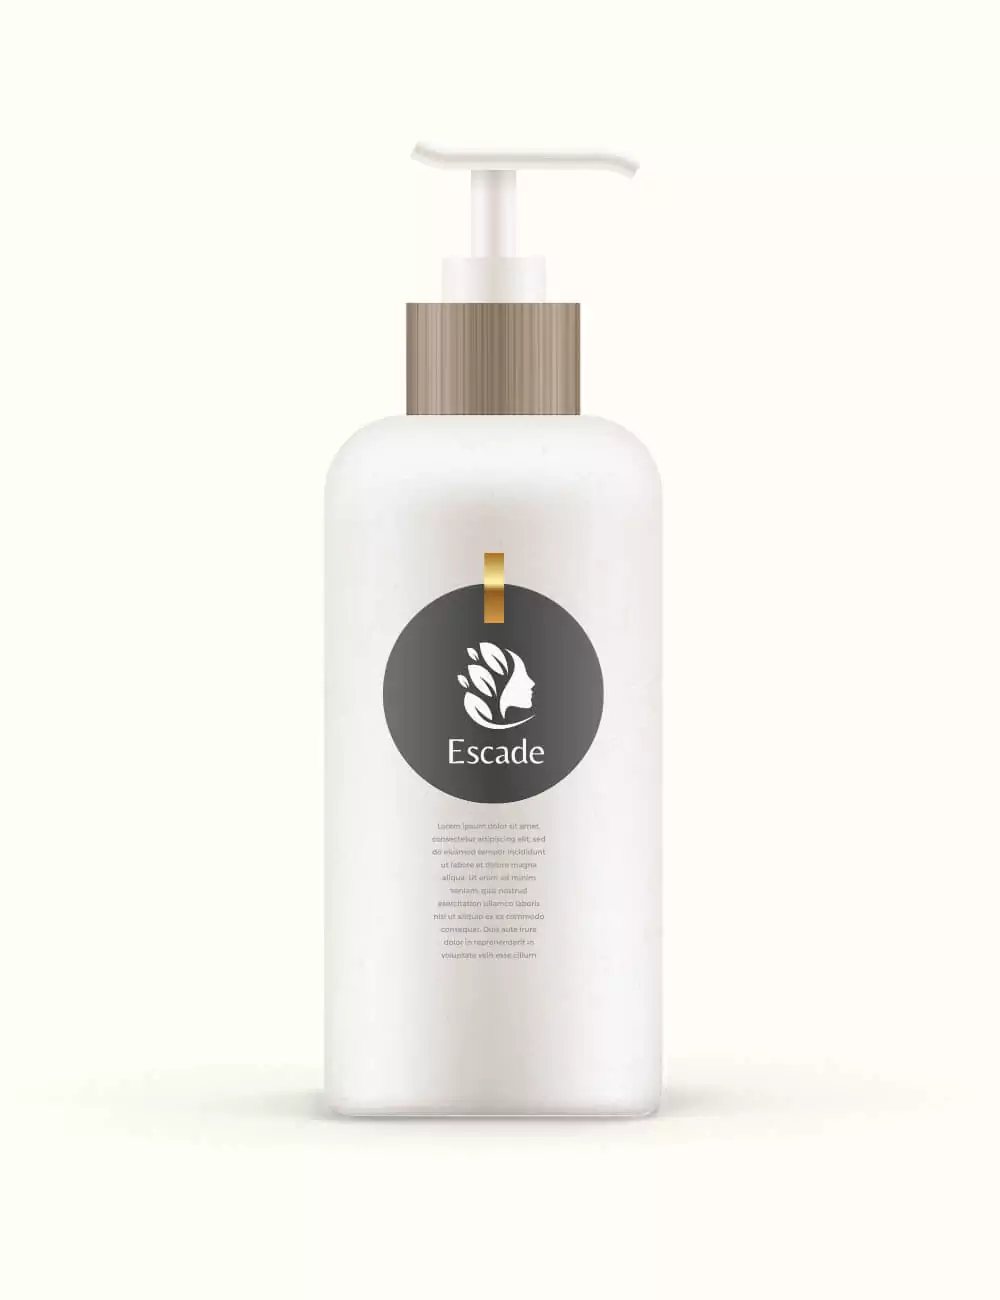 Escade
Lorem ipsum dolor sit amet,
consectetur adipiscing elit, sed
do eiusmod tempor incididunt
ut labore et dolore magna
aliqua. Ut enim ad minim
veniam, quis nostrud
exercitation ullamco laboris
nisi ut aliquip ex ea commodo
consequat. Duis aute irure
dolor in reprehenderit in
voluptate velit esse cillum